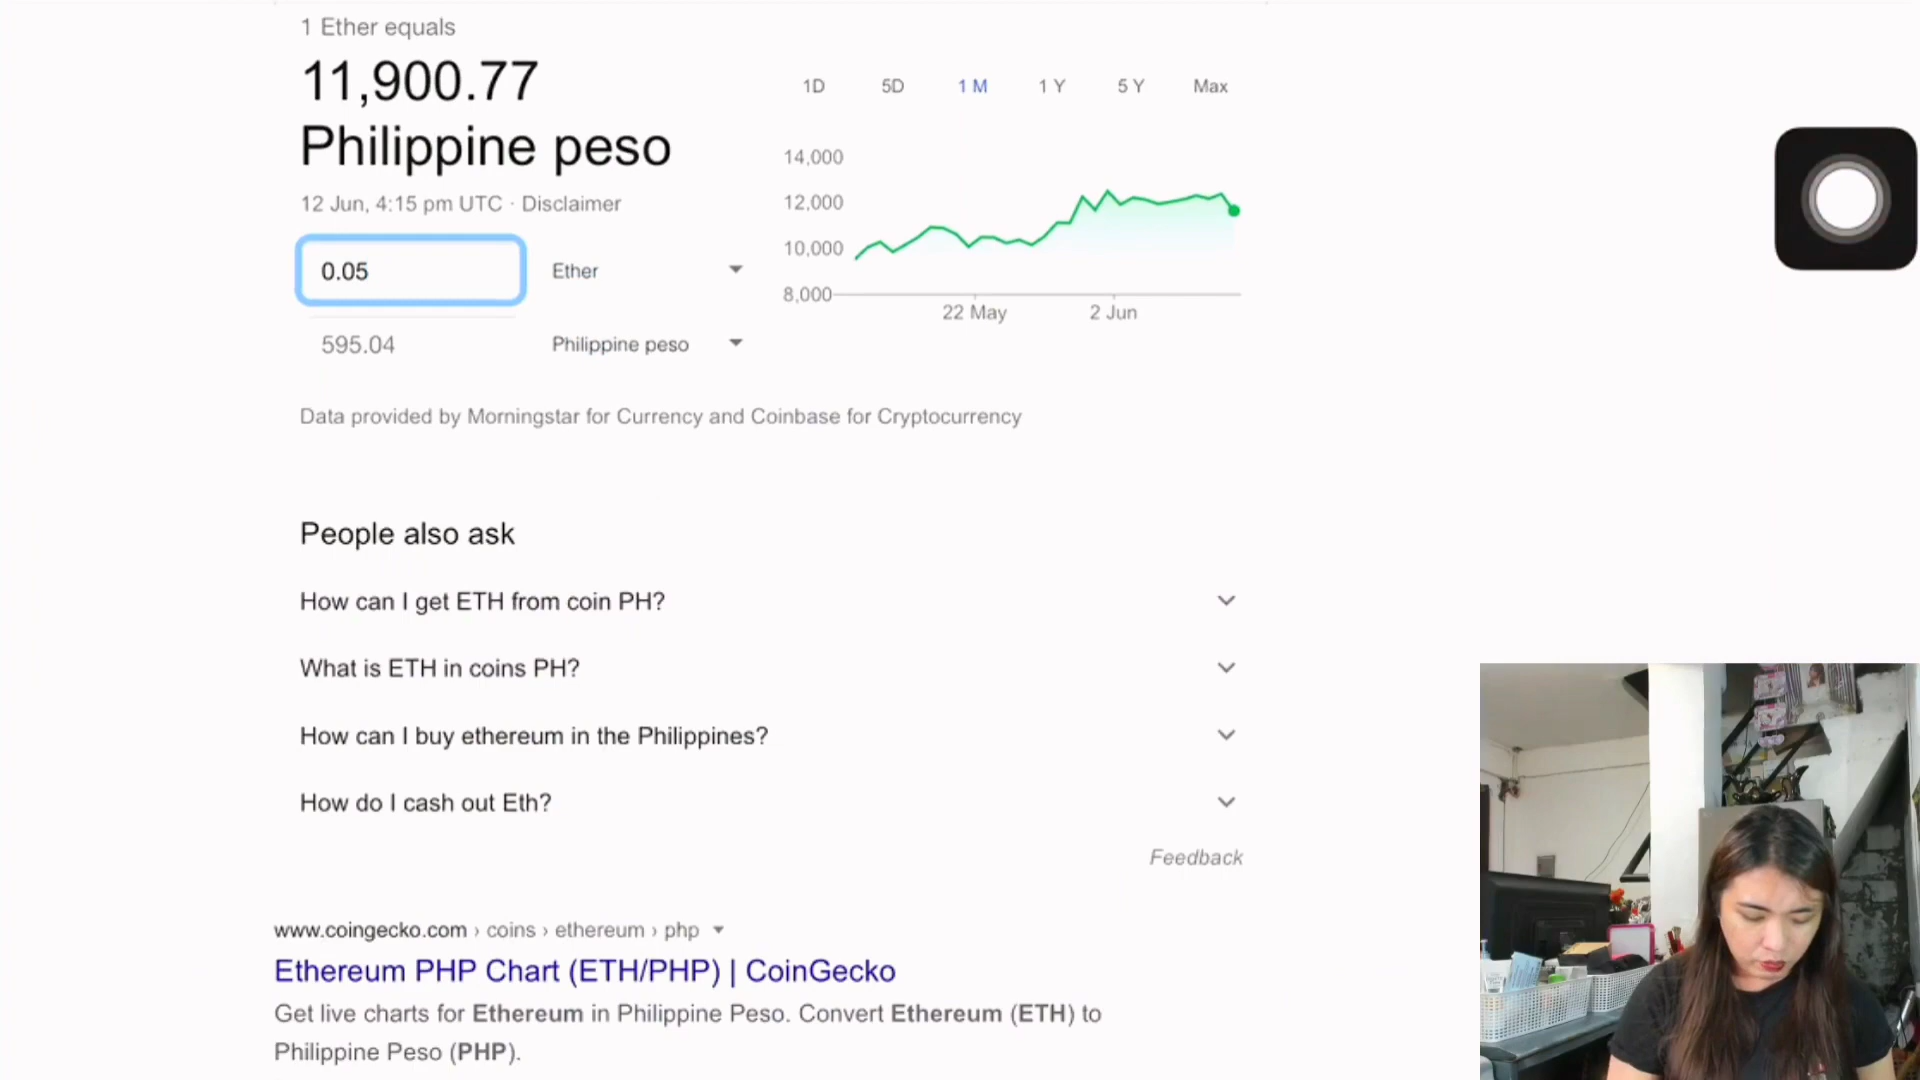 1 Ether equals
11,900.77
Philippine peso
12 Jun, 4:15 pm UTC · Disclaimer
0.05 Ether
595.04 Philippine peso
1D 5D 1 M 1 Y 5 Y Max
14,000
12,000
10,000
8,000
22 May 2 Jun
Data provided by Morningstar for Currency and Coinbase for Cryptocurrency
People also ask
How can I get ETH from coin PH?
What is ETH in coins PH?
How can I buy ethereum in the Philippines?
How do I cash out Eth?
Feedback
www.coingecko.com › coins › ethereum › php
Ethereum PHP Chart (ETH/PHP) | CoinGecko
Get live charts for Ethereum in Philippine Peso. Convert Ethereum (ETH) to
Philippine Peso (PHP).